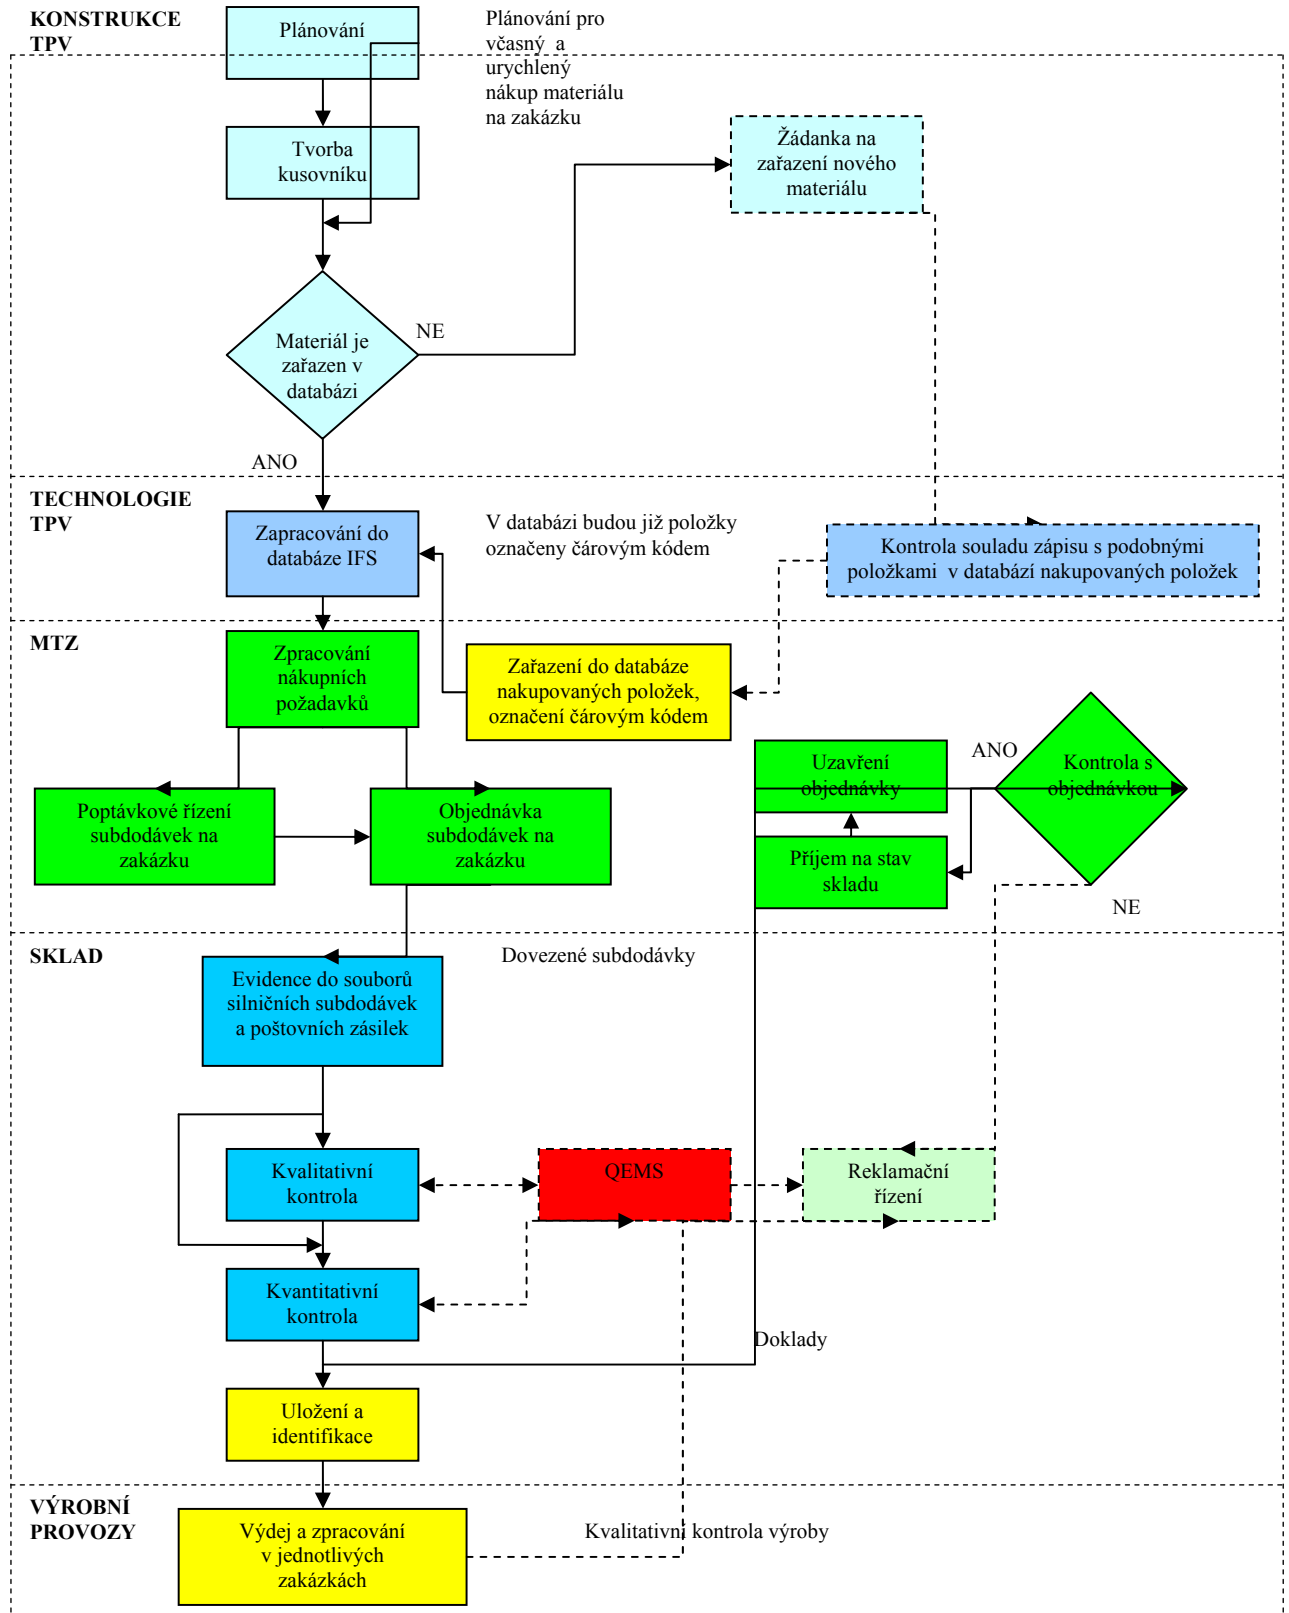 KONSTRUKCE
TPV
Plánování
Plánování pro
včasný a
urychlený
nákup materiálu
na zakázku
Tvorba
kusovníku
Žádanka na
zařazení nového
materiálu
Materiál je
zařazen v
databázi
NE
ANO
TECHNOLOGIE
TPV
Zapracování do
databáze IFS
V databázi budou již položky
označeny čárovým kódem
Kontrola souladu zápisu s podobnými
položkami v databází nakupovaných položek
MTZ
Zpracování
nákupních
požadavků
Zařazení do databáze
nakupovaných položek,
označení čárovým kódem
Poptávkové řízení
subdodávek na
zakázku
Objednávka
subdodávek na
zakázku
Uzavření
objednávky
ANO
Kontrola s
objednávkou
Příjem na stav
skladu
NE
SKLAD
Dovezené subdodávky
Evidence do souborů
silničních subdodávek
a poštovních zásilek
Kvalitativní
kontrola
QEMS
Reklamační
řízení
Kvantitativní
kontrola
Doklady
Uložení a
identifikace
VÝROBNÍ
PROVOZY
Výdej a zpracování
v jednotlivých
zakázkách
Kvalitativní kontrola výroby